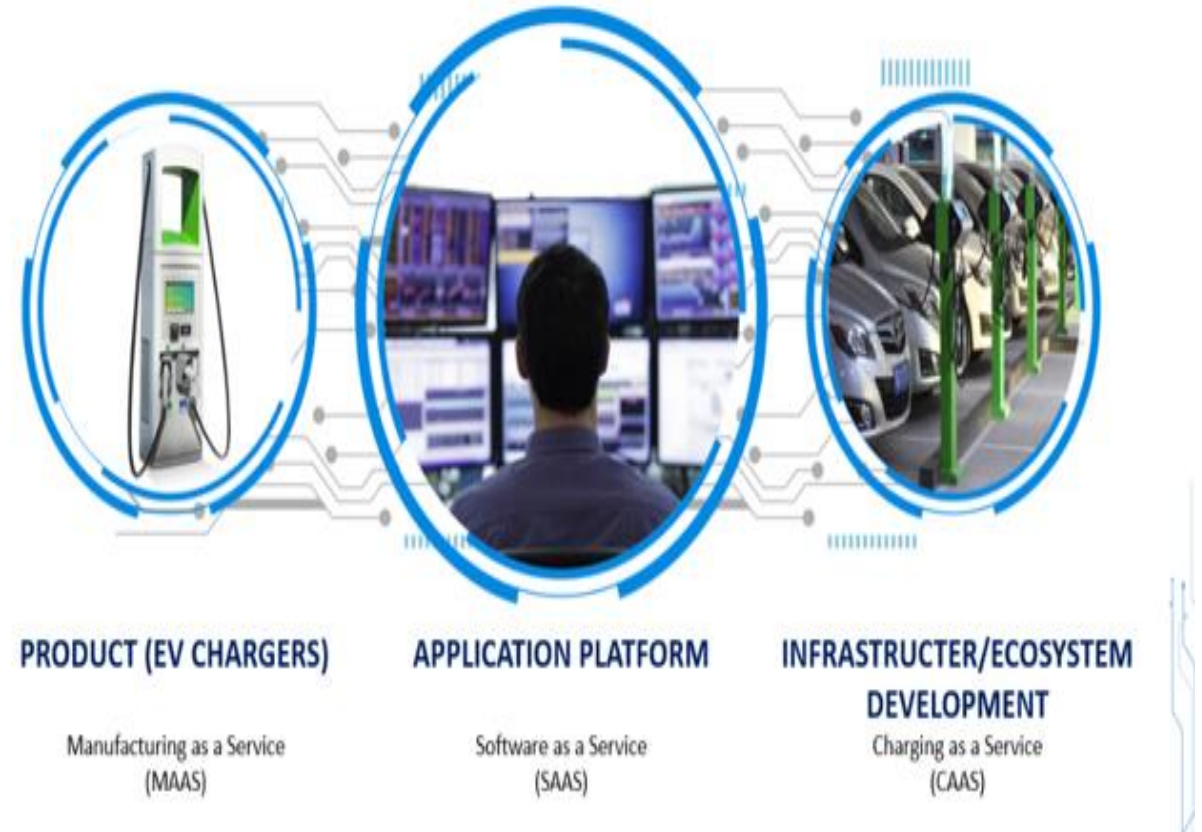 PRODUCT (EV CHARGERS)
Manufacturing as a Service
(MAAS)
APPLICATION PLATFORM
Software as a Service
(SAAS)
INFRASTRUCTER/ECOSYSTEM
DEVELOPMENT
Charging as a Service
(CAAS)